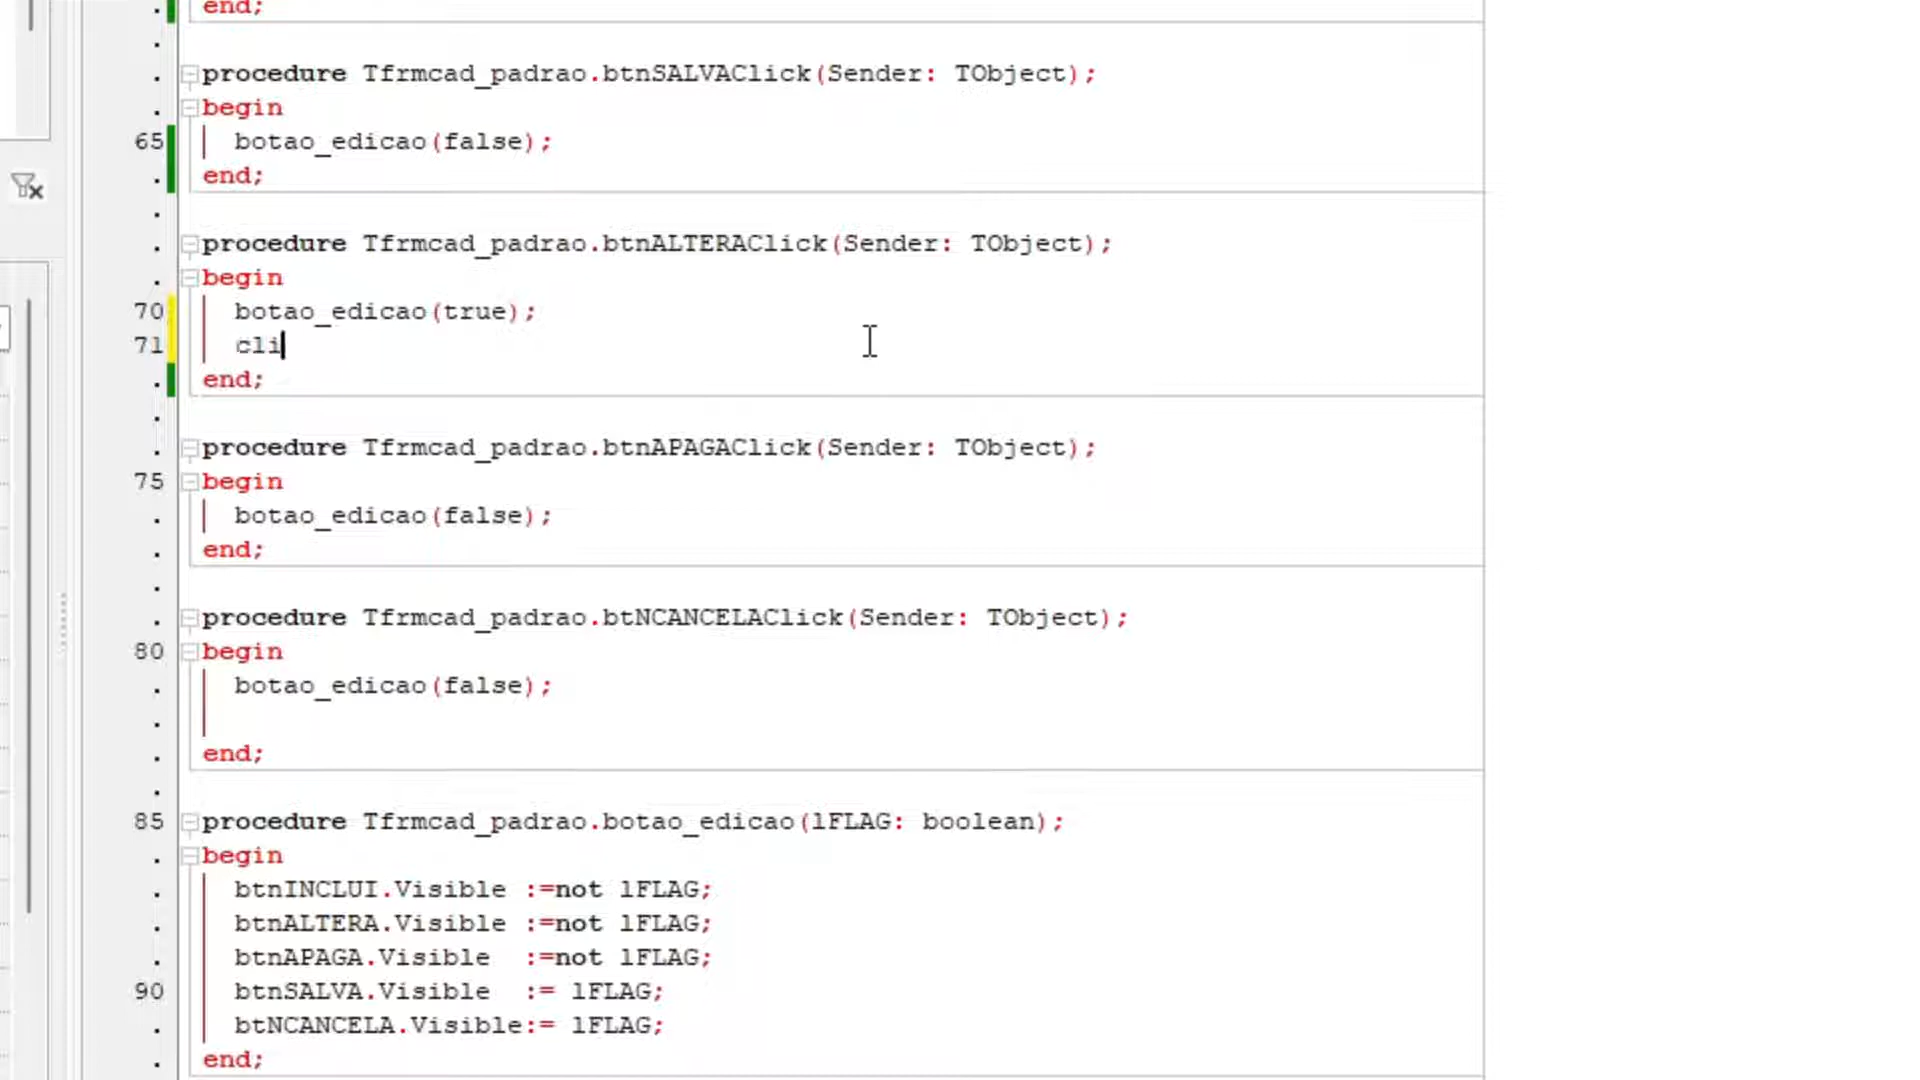 end;
procedure Tfrmcad_padrao.btnSALVAClick(Sender: TObject);
begin
65 botao_edicao(false);
end;
procedure Tfrmcad_padrao.btnALTERAClick(Sender: TObject);
begin
70 botao_edicao(true);
71 cli
end;
procedure Tfrmcad_padrao.btnAPAGAClick(Sender: TObject);
75 begin
botao_edicao(false);
end;
procedure Tfrmcad_padrao.btNCANCELAClick(Sender: TObject);
80 begin
botao_edicao(false);
end;
85 procedure Tfrmcad_padrao.botao_edicao(lFLAG: boolean);
begin
btnINCLUI.Visible :=not lFLAG;
btnALTERA.Visible :=not lFLAG;
btnAPAGA.Visible  :=not lFLAG;
90 btnSALVA.Visible  := lFLAG;
btNCANCELA.Visible:= lFLAG;
end;